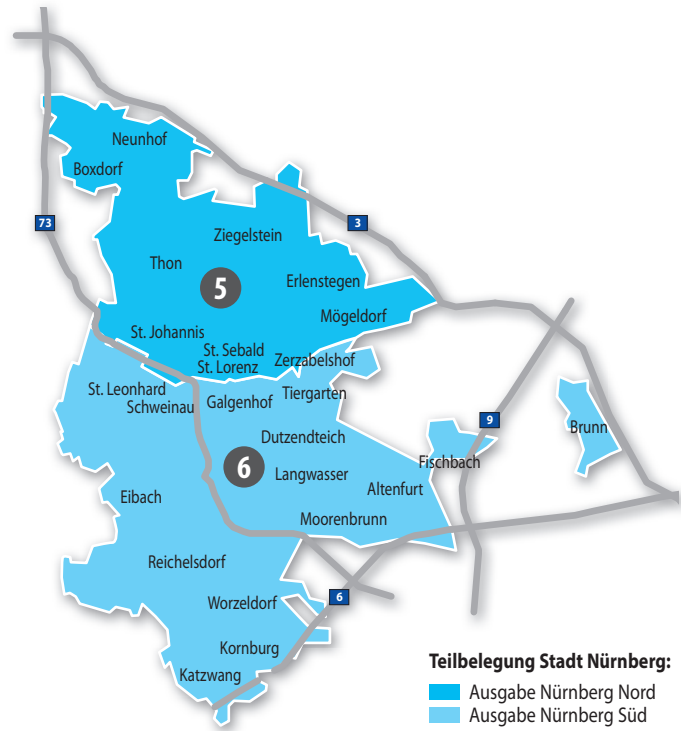 Neunhof
Boxdorf
73
3
Ziegelstein
Thon
Erlenstegen
5
Mögeldorf
St. Johannis
St. Sebald
Zerzabelshof
St. Lorenz
St. Leonhard
Tiergarten
Galgenhof
Schweinau
9
Brunn
Dutzendteich
Fischbach
6
Langwasser
Altenfurt
Eibach
Moorenbrunn
Reichelsdorf
6
Worzeldorf
Kornburg
Katzwang
Teilbelegung Stadt Nürnberg:
Ausgabe Nürnberg Nord
Ausgabe Nürnberg Süd